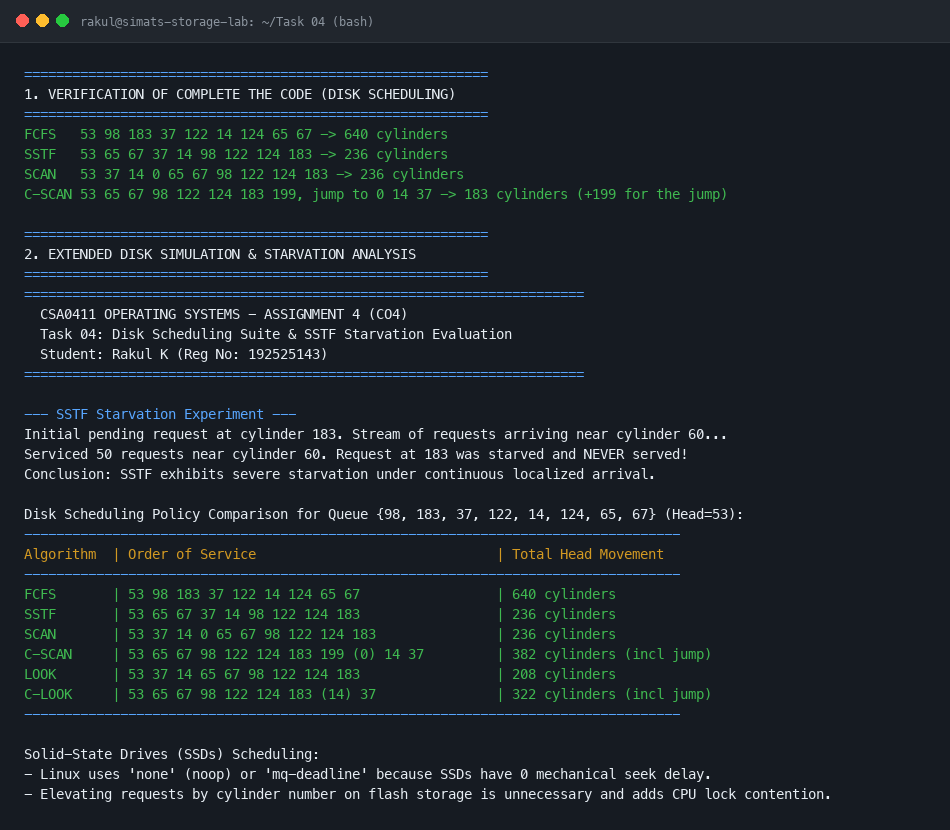 rakul@simats-storage-lab: ~/Task 04 (bash)
==========================================================
1. VERIFICATION OF COMPLETE THE CODE (DISK SCHEDULING)
==========================================================
FCFS   53 98 183 37 122 14 124 65 67 -> 640 cylinders
SSTF   53 65 67 37 14 98 122 124 183 -> 236 cylinders
SCAN   53 37 14 0 65 67 98 122 124 183 -> 236 cylinders
C-SCAN 53 65 67 98 122 124 183 199, jump to 0 14 37 -> 183 cylinders (+199 for the jump)
==========================================================
2. EXTENDED DISK SIMULATION & STARVATION ANALYSIS
==========================================================
======================================================================
  CSA0411 OPERATING SYSTEMS - ASSIGNMENT 4 (CO4)
  Task 04: Disk Scheduling Suite & SSTF Starvation Evaluation
  Student: Rakul K (Reg No: 192525143)
======================================================================
--- SSTF Starvation Experiment ---
Initial pending request at cylinder 183. Stream of requests arriving near cylinder 60...
Serviced 50 requests near cylinder 60. Request at 183 was starved and NEVER served!
Conclusion: SSTF exhibits severe starvation under continuous localized arrival.
Disk Scheduling Policy Comparison for Queue {98, 183, 37, 122, 14, 124, 65, 67} (Head=53):
----------------------------------------------------------------------------------
Algorithm  | Order of Service                              | Total Head Movement
----------------------------------------------------------------------------------
FCFS       | 53 98 183 37 122 14 124 65 67                 | 640 cylinders
SSTF       | 53 65 67 37 14 98 122 124 183                 | 236 cylinders
SCAN       | 53 37 14 0 65 67 98 122 124 183               | 236 cylinders
C-SCAN     | 53 65 67 98 122 124 183 199 (0) 14 37         | 382 cylinders (incl jump)
LOOK       | 53 37 14 65 67 98 122 124 183                 | 208 cylinders
C-LOOK     | 53 65 67 98 122 124 183 (14) 37               | 322 cylinders (incl jump)
----------------------------------------------------------------------------------
Solid-State Drives (SSDs) Scheduling:
- Linux uses 'none' (noop) or 'mq-deadline' because SSDs have 0 mechanical seek delay.
- Elevating requests by cylinder number on flash storage is unnecessary and adds CPU lock contention.